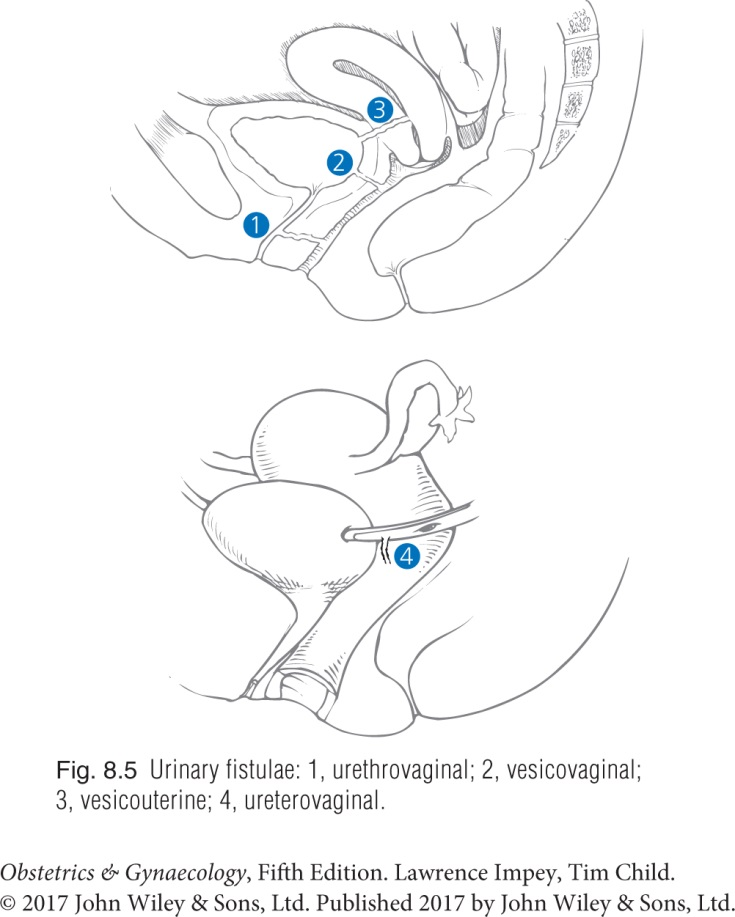 3
2
1
4
Fig. 8.5 Urinary fistulae: 1, urethrovaginal; 2, vesicovaginal;
3, vesicouterine; 4, ureterovaginal.
Obstetrics & Gynaecology, Fifth Edition. Lawrence Impey, Tim Child.
© 2017 John Wiley & Sons, Ltd. Published 2017 by John Wiley & Sons, Ltd.